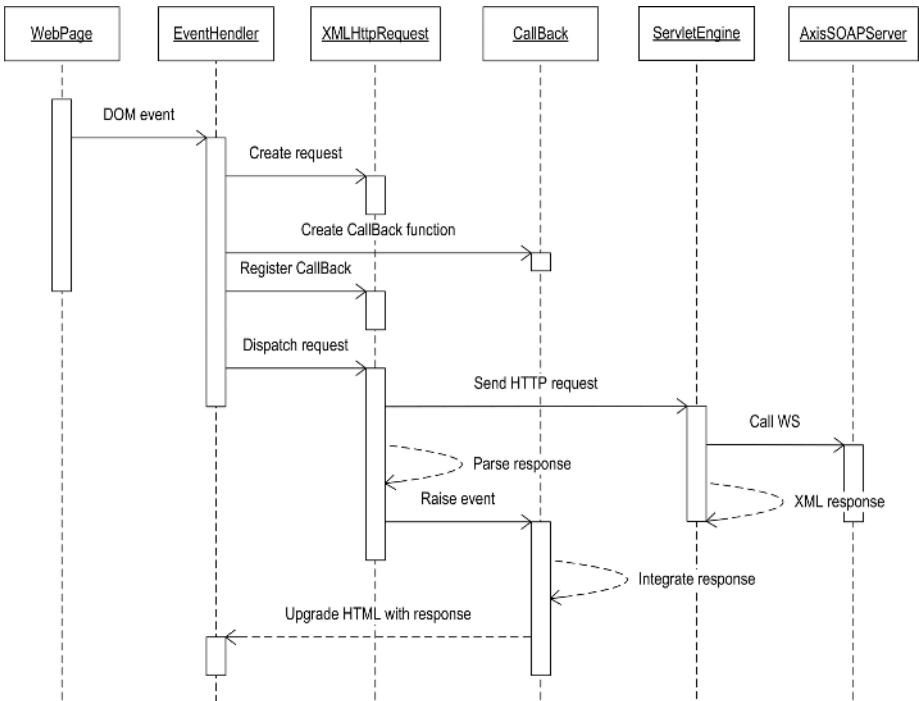 WebPage
EventHendler
XMLHttpRequest
CallBack
ServletEngine
AxisSOAPServer
DOM event
Create request
Create CallBack function
Register CallBack
Dispatch request
Send HTTP request
Call WS
Parse response
XML response
Raise event
Integrate response
Upgrade HTML with response